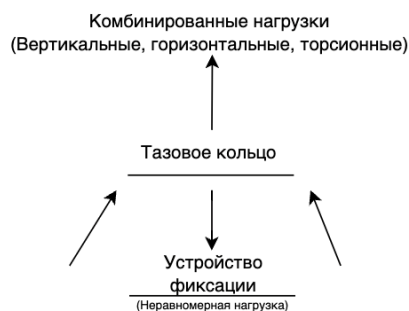 Комбинированные нагрузки
(Вертикальные, горизонтальные, торсионные)
Тазовое кольцо
Устройство
фиксации
(Неравномерная нагрузка)